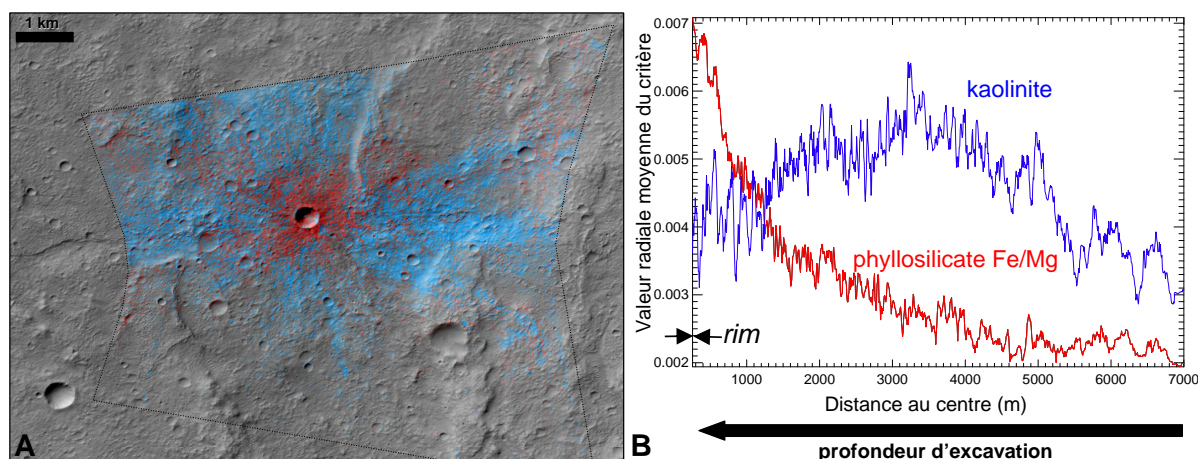 1 km
A
0.007
0.006
0.005
0.004
0.003
0.002
Valeur radiale moyenne du critère
kaolinite
phyllosilicate Fe/Mg
rim
1000 2000 3000 4000 5000 6000 7000
Distance au centre (m)
B
profondeur d'excavation